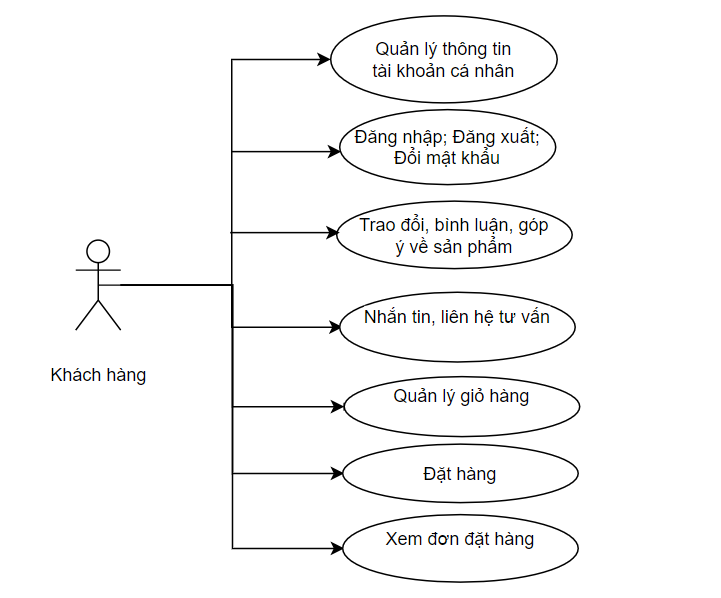 Quản lý thông tin
tài khoản cá nhân
Đăng nhập; Đăng xuất;
Đổi mật khẩu
Trao đổi, bình luận, góp
ý về sản phẩm
Nhắn tin, liên hệ tư vấn
Khách hàng
Quản lý giỏ hàng
Đặt hàng
Xem đơn đặt hàng